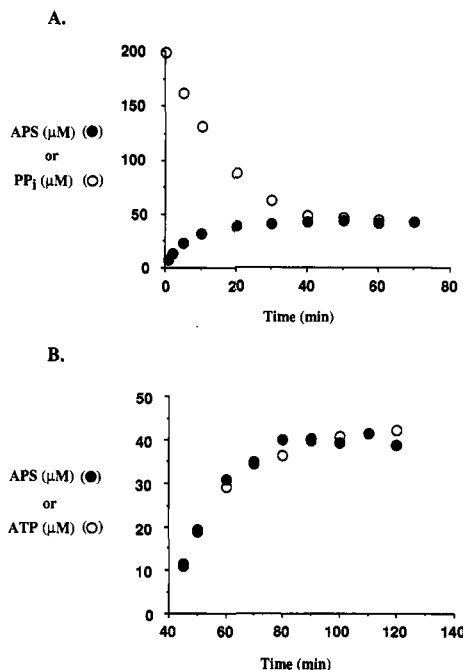 A.
200
150
APS (μM) (●)
or
100
PPi (μM) (○)
50
0
0 20 40 60 80
Time (min)
B.
50
40
APS (μM) (●)
30
or
20
ATP (μM) (○)
10
0
40 60 80 100 120 140
Time (min)